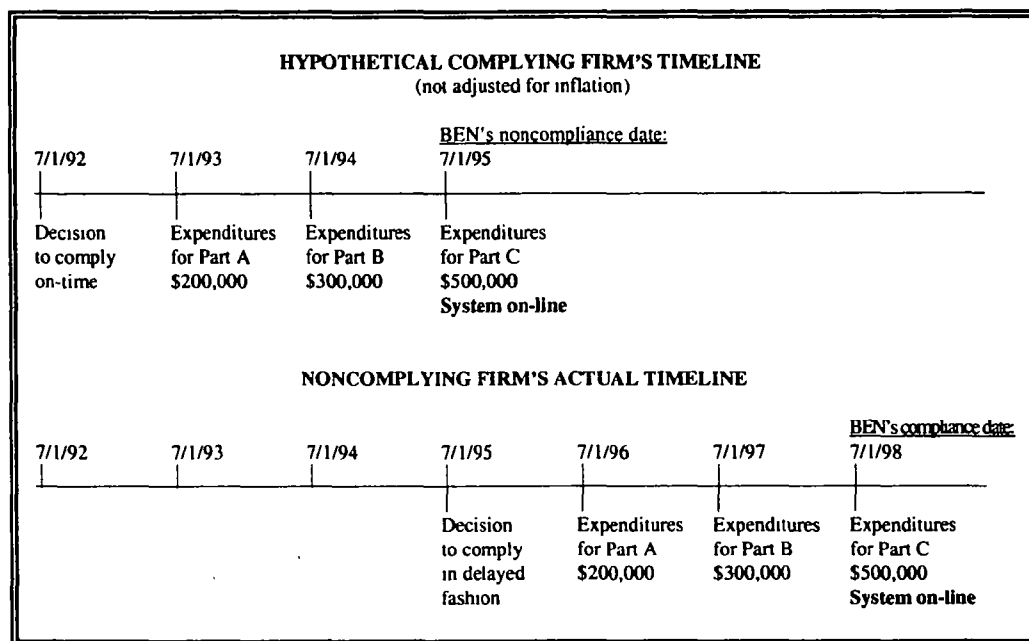 HYPOTHETICAL COMPLYING FIRM'S TIMELINE
(not adjusted for inflation)
BEN's noncompliance date:
7/1/92 7/1/93 7/1/94 7/1/95
Decision Expenditures Expenditures Expenditures
to comply for Part A for Part B for Part C
on-time $200,000 $300,000 $500,000
System on-line
NONCOMPLYING FIRM'S ACTUAL TIMELINE
BEN's compliance date:
7/1/92 7/1/93 7/1/94 7/1/95 7/1/96 7/1/97 7/1/98
Decision Expenditures Expenditures Expenditures
to comply for Part A for Part B for Part C
in delayed $200,000 $300,000 $500,000
fashion System on-line